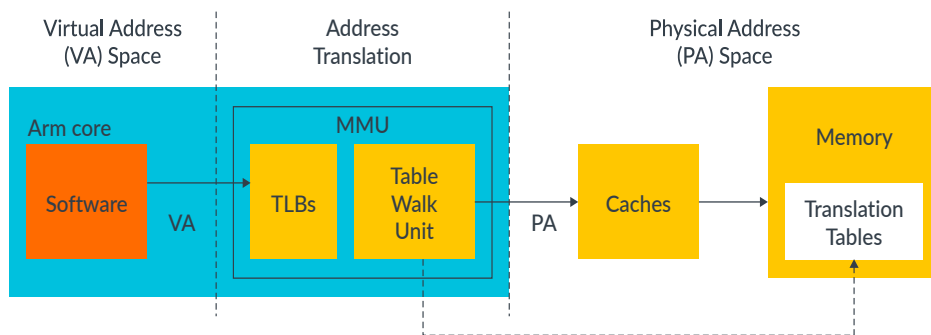 Virtual Address
(VA) Space
Address
Translation
Physical Address
(PA) Space
Arm core
MMU
Memory
Software
VA
TLBs
Table
Walk
Unit
PA
Caches
Translation
Tables